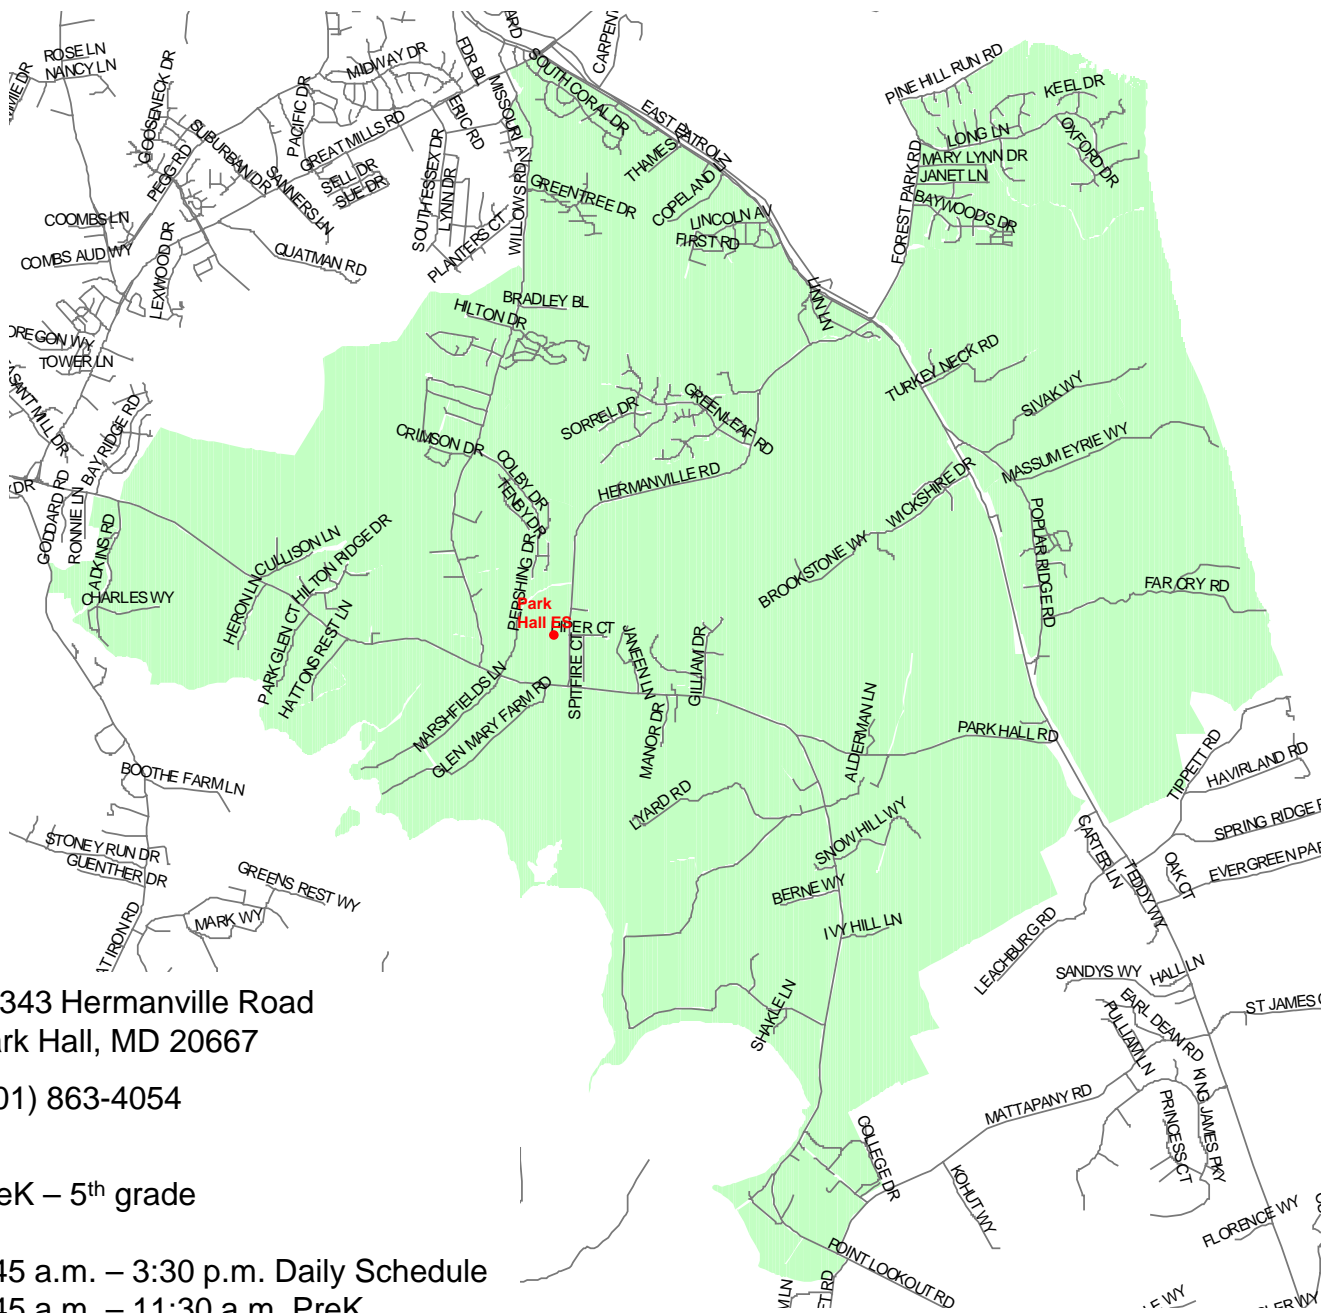 ROSE LN
NANCY LN
GOOSENECK DR
MIDWAY DR
FDR BL
MISSOURI AV
SOUTH CORAL DR
EAST PATROL
PINE HILL RUN RD
KEEL DR
PACIFIC DR
SUBURBAN DR
GREAT MILLS RD
ERIC RD
PEGG RD
SANNERS LN
SELL DR
SUE DR
SOUTH ESSEX DR
LYNN DR
PLANTERS CT
WILLOWS RD
GREENTREE DR
COPELAND
LINCOLN AV
FIRST RD
LONG LN
OXFORD DR
MARY LYNN DR
JANET LN
BAYWOODS DR
FOREST PARK RD
COOMBS LN
COMBS AUD WY
LEXWOOD DR
QUATMAN RD
LINN LN
BRADLEY BL
HILTON DR
OREGON WY
TOWER LN
TURKEY NECK RD
SIVAK WY
SORREL DR
GREENLEAF RD
BAY RIDGE RD
CRIMSON DR
COLBY DR
TENBY DR
HERMANVILLE RD
WICKSHIRE DR
MASSUM EYRIE WY
GODDARD RD
RONNIE LN
ADKINS RD
CHARLES WY
CULLISON LN
HERON LN
HILTON RIDGE DR
PARK GLEN CT
HATTONS REST LN
PERSHING DR
BROOKSTONE WY
POPLAR RIDGE RD
FAR CRY RD
Park
Hall ES
SPITFIRE CT
JANEEN LN
GILLIAM DR
MARSHFIELDS LN
GLEN MARY FARM RD
MANOR DR
ALDERMAN LN
PARK HALL RD
TIPPETT RD
HAVIRLAND RD
BOOTHE FARM LN
LYARD RD
SNOW HILL WY
CARTER LN
TEDDY WY
OAK CT
SPRING RIDGE
STONEY RUN DR
GUENTHER DR
GREENS REST WY
MARK WY
BERNE WY
IVY HILL LN
LEACHBURG RD
SANDYS WY
HALL LN
SHAKLE LN
EARL DEAN RD
PULLIAM LN
ST JAMES
343 Hermanville Road
Hall, MD 20667
01) 863-4054
MATTAPANY RD
PRINCESS CT
KING JAMES PKY
COLLEGE DR
KOHUT WY
FLORENCE WY
– 5th grade
POINT LOOKOUT RD
45 a.m. – 3:30 p.m. Daily Schedule
45 a.m. – 11:30 a.m. PreK